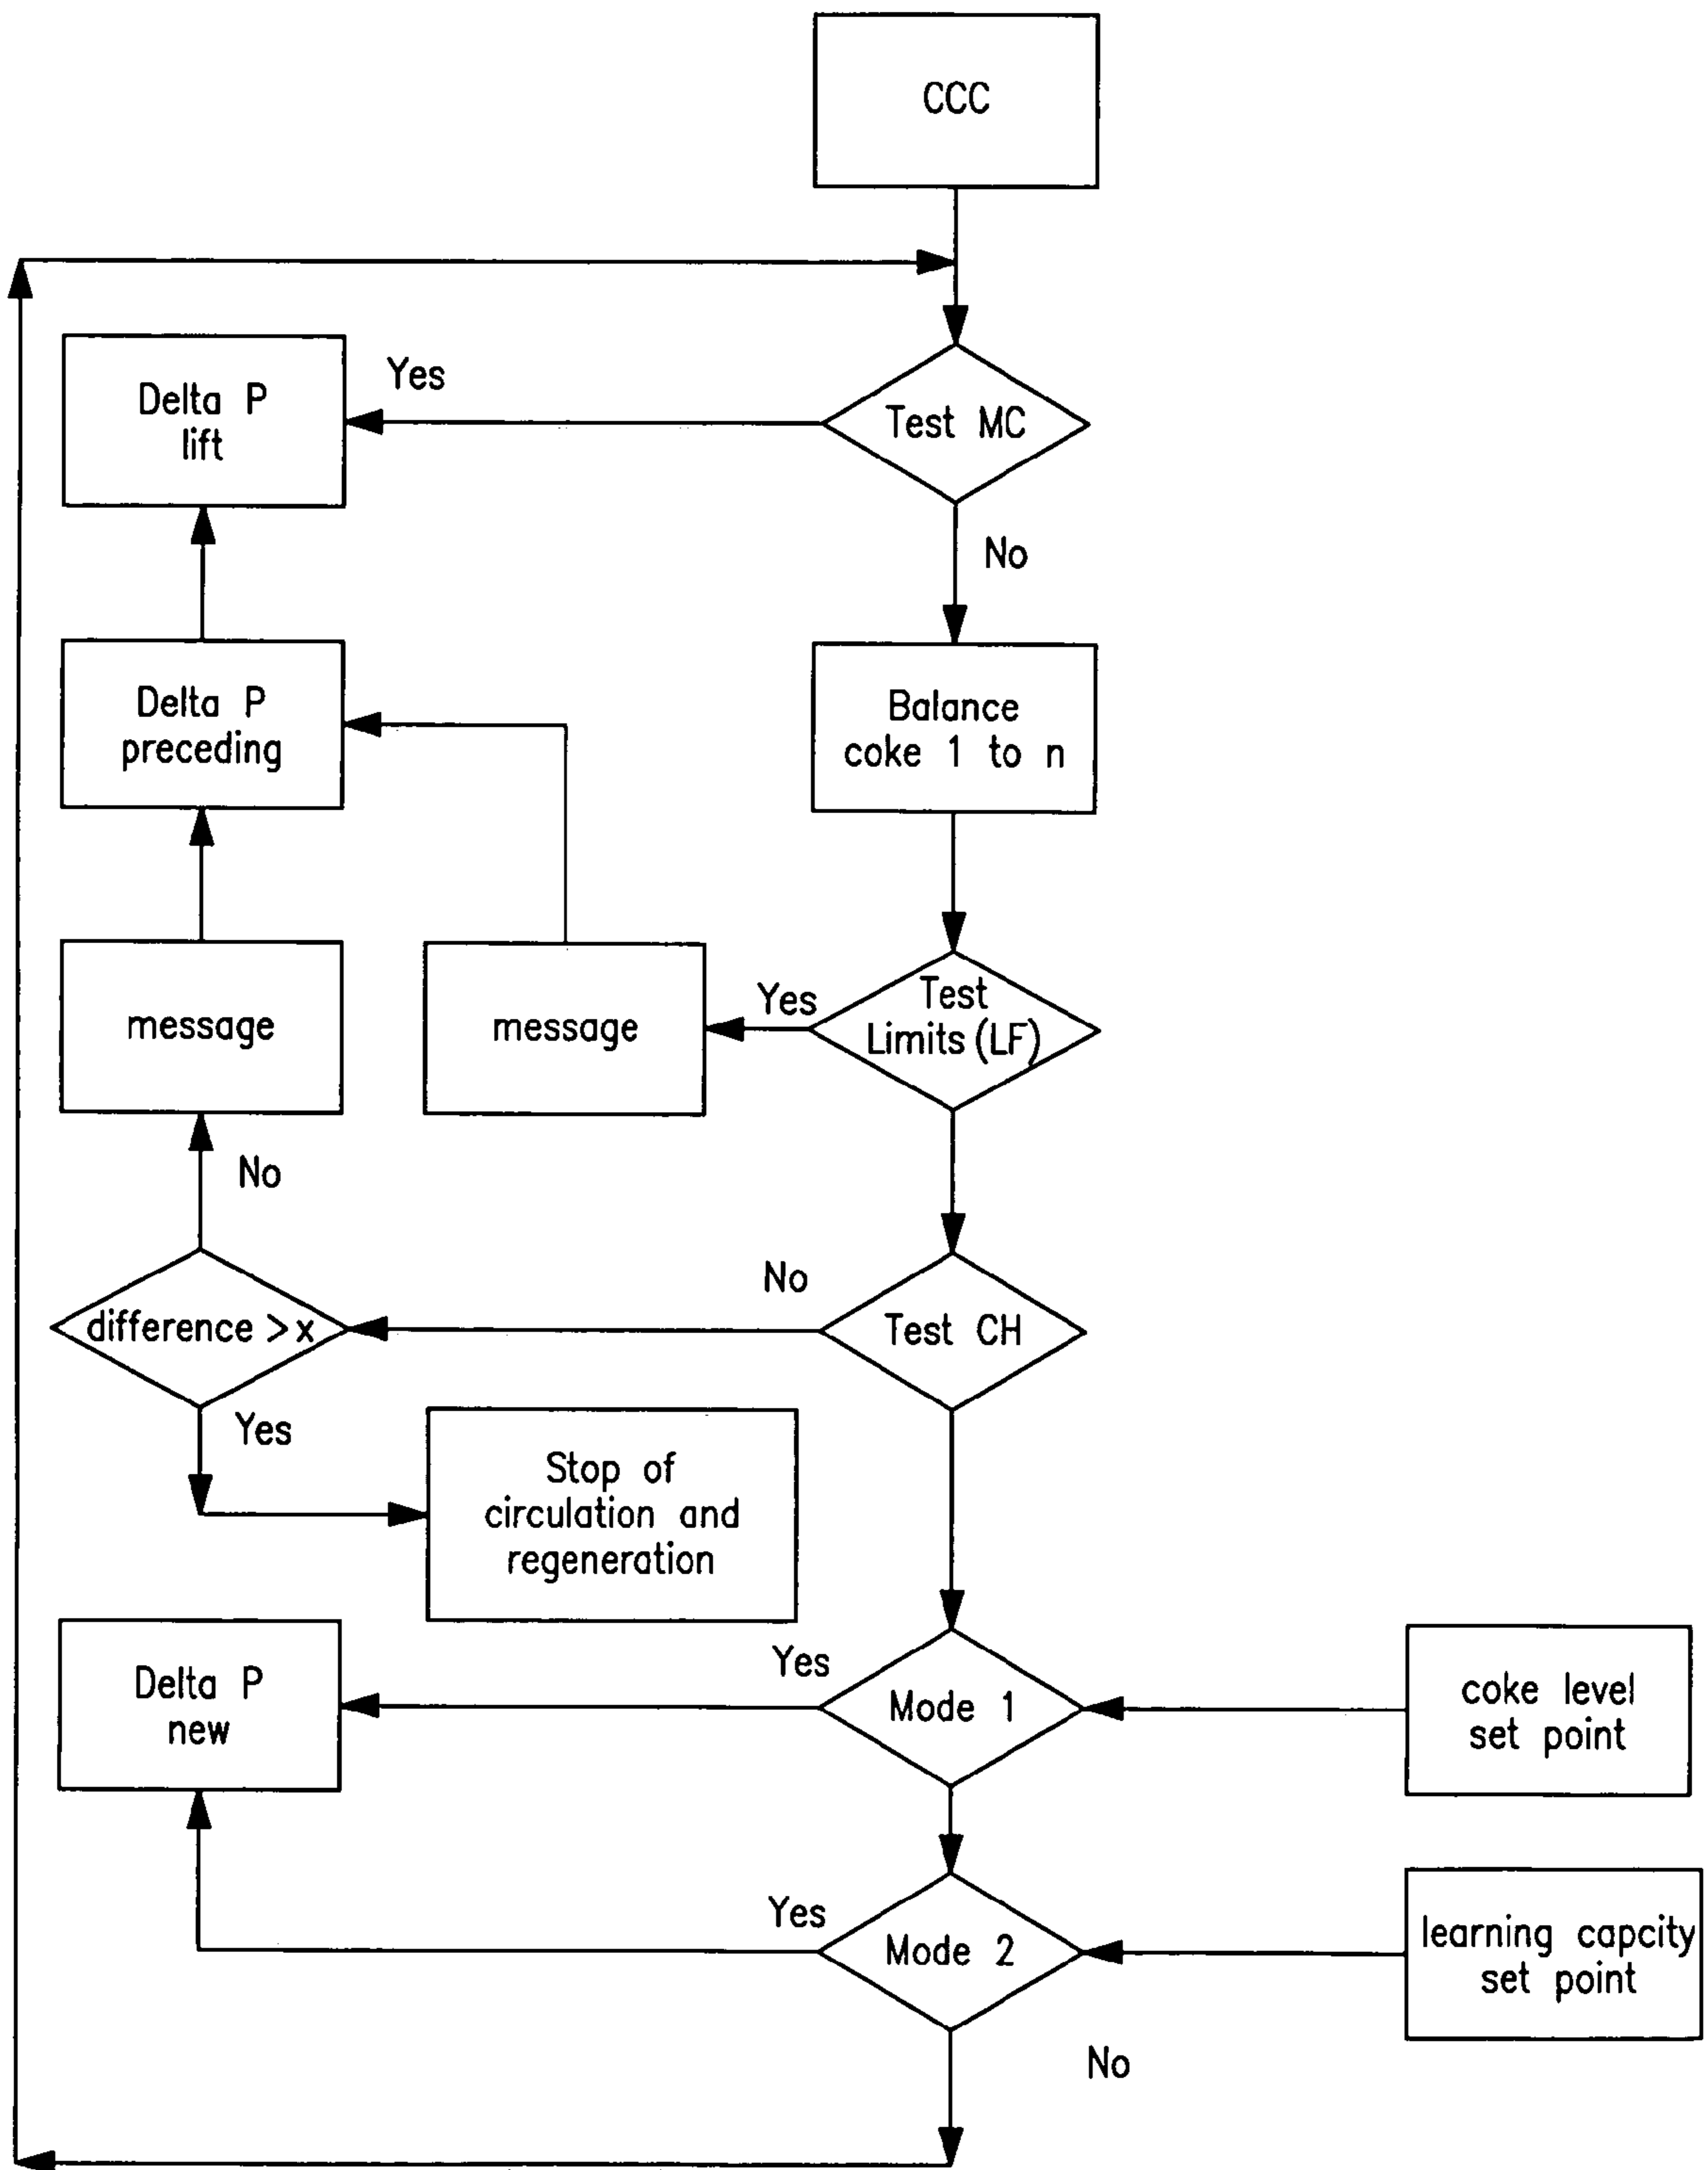 CCC
Yes
Delta P
lift
Test MC
No
Delta P
preceding
Balance
coke 1 to n
message
message
Yes
Test
Limits (LF)
No
No
difference >x
Test CH
Yes
Stop of
circulation and
regeneration
Yes
Delta P
new
Mode 1
coke level
set point
Yes
Mode 2
learning capcity
set point
No